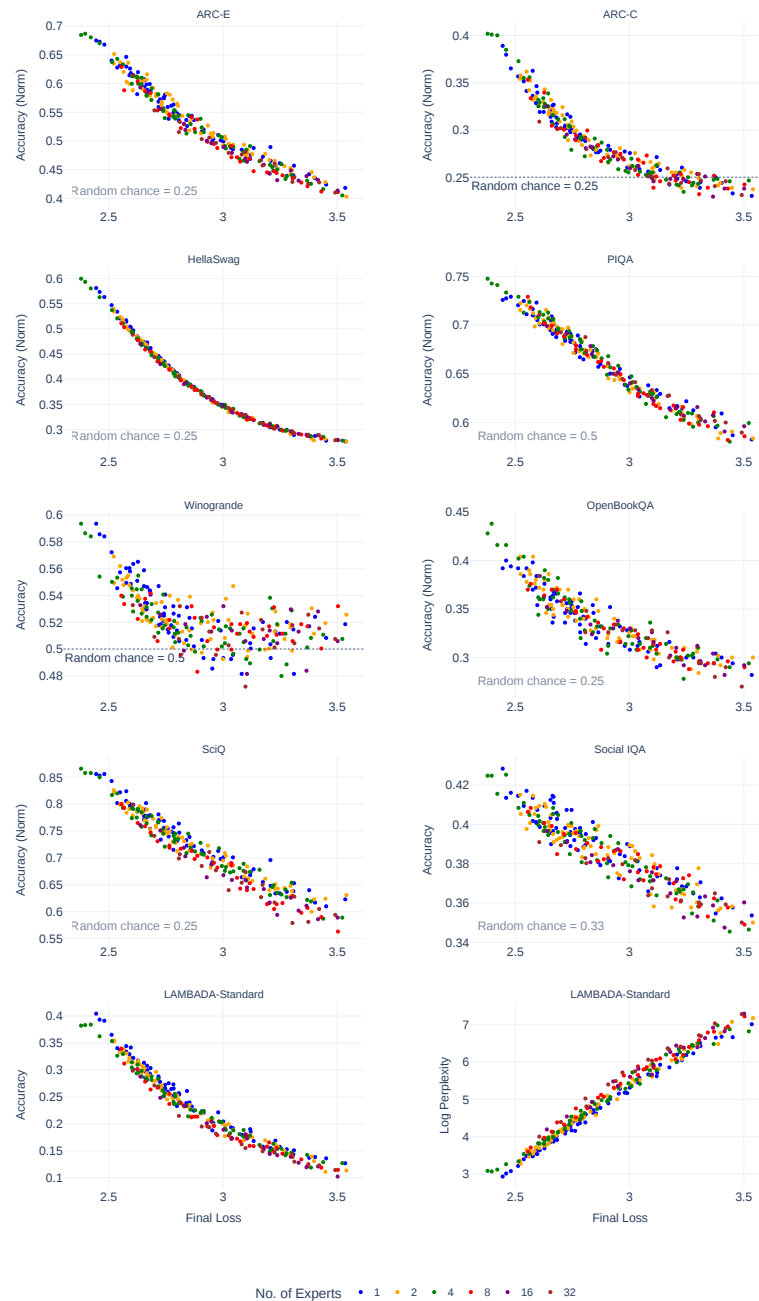 ARC-E
0.7
0.65
0.6
0.55
0.5
0.45
0.4
Accuracy (Norm)
Random chance = 0.25
2.5 3 3.5
ARC-C
0.4
0.35
0.3
0.25
Accuracy (Norm)
Random chance = 0.25
2.5 3 3.5
HellaSwag
0.6
0.55
0.5
0.45
0.4
0.35
0.3
Accuracy (Norm)
Random chance = 0.25
2.5 3 3.5
PIQA
0.75
0.7
0.65
0.6
Accuracy (Norm)
Random chance = 0.5
2.5 3 3.5
Winogrande
0.6
0.58
0.56
0.54
0.52
0.5
0.48
Accuracy
Random chance = 0.5
2.5 3 3.5
OpenBookQA
0.45
0.4
0.35
0.3
Accuracy (Norm)
Random chance = 0.25
2.5 3 3.5
SciQ
0.85
0.8
0.75
0.7
0.65
0.6
0.55
Accuracy (Norm)
Random chance = 0.25
2.5 3 3.5
Social IQA
0.42
0.4
0.38
0.36
0.34
Accuracy
Random chance = 0.33
2.5 3 3.5
LAMBADA-Standard
0.4
0.35
0.3
0.25
0.2
0.15
0.1
Accuracy
2.5 3 3.5
Final Loss
LAMBADA-Standard
7
6
5
4
3
Log Perplexity
2.5 3 3.5
Final Loss
No. of Experts 1 2 4 8 16 32